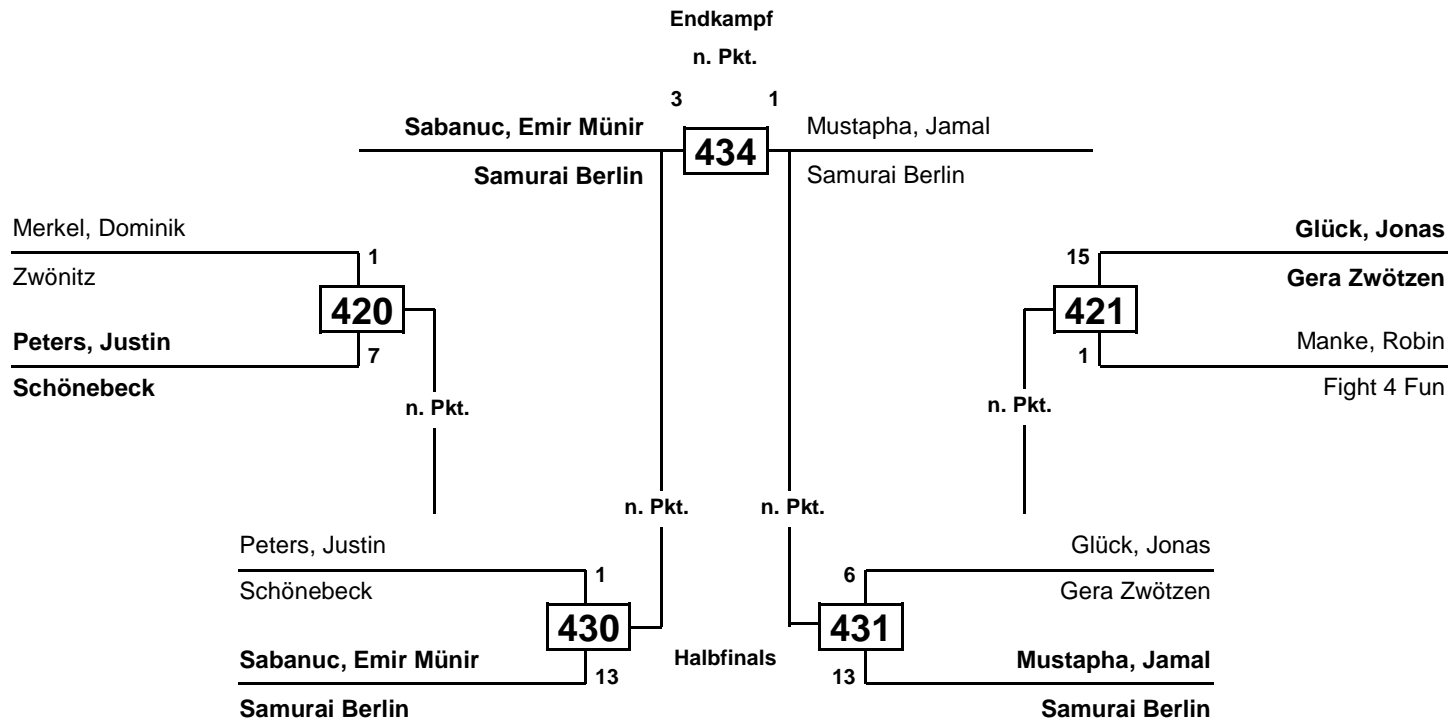 Endkampf
n. Pkt.
3 1
Sabanuc, Emir Münir 434 Mustapha, Jamal
Samurai Berlin Samurai Berlin
Merkel, Dominik
1
Zwönitz
420
Peters, Justin
7
Schönebeck
n. Pkt.
Glück, Jonas
15
Gera Zwötzen
421
Manke, Robin
1
Fight 4 Fun
n. Pkt.
n. Pkt. n. Pkt.
Peters, Justin
1
Schönebeck
430
Sabanuc, Emir Münir
13
Samurai Berlin
Halbfinals
Glück, Jonas
6
Gera Zwötzen
431
Mustapha, Jamal
13
Samurai Berlin